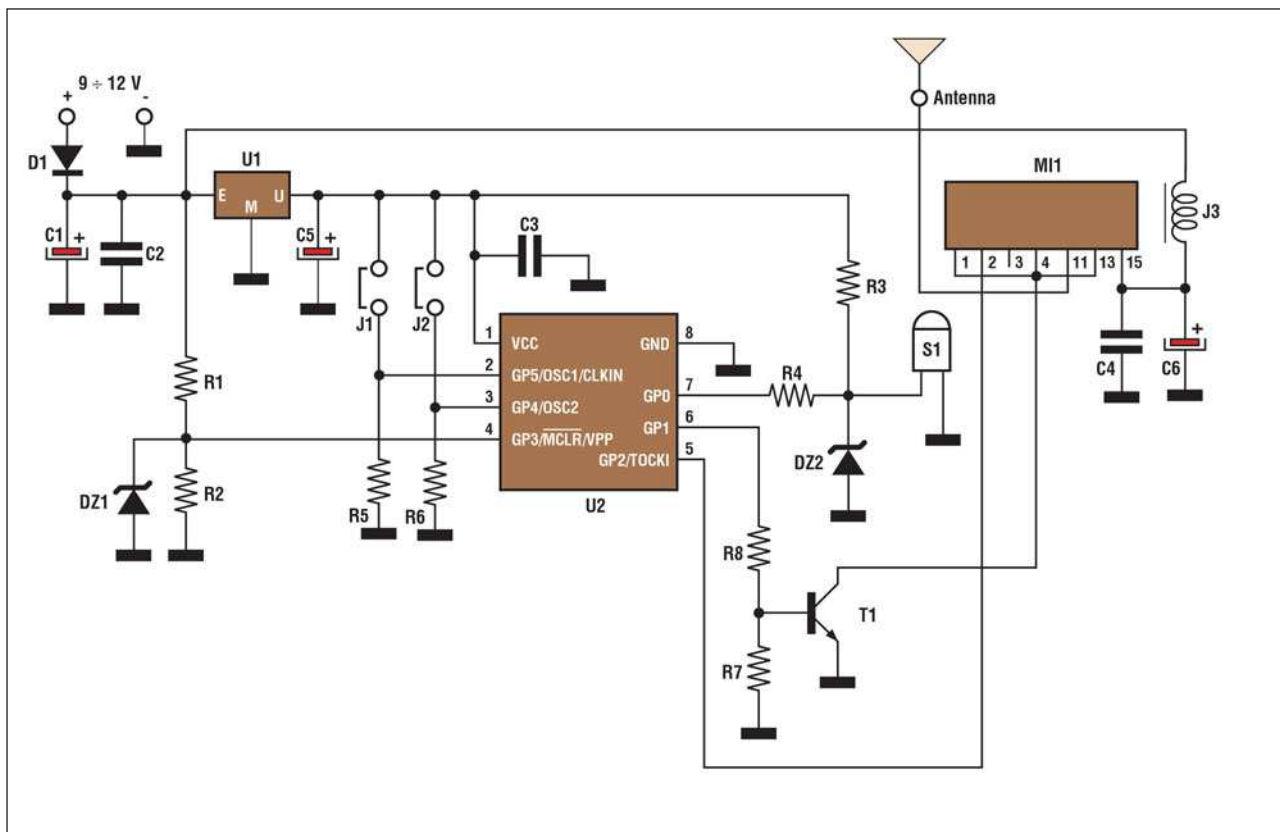 9 ÷ 12 V
+
-
Antenna
D1
U1
E
U
M
MI1
J3
C1
+
C2
C5
+
C3
1
2
3
4
11
13
15
R3
J1
J2
S1
C4
+
C6
R1
1
VCC
GND
8
2
GP5/OSC1/CLKIN
R4
GP0
7
3
GP4/OSC2
GP1
6
4
GP3/MCLR/VPP
GP2/TOCKI
5
DZ1
R2
DZ2
R5
R6
U2
R8
T1
R7